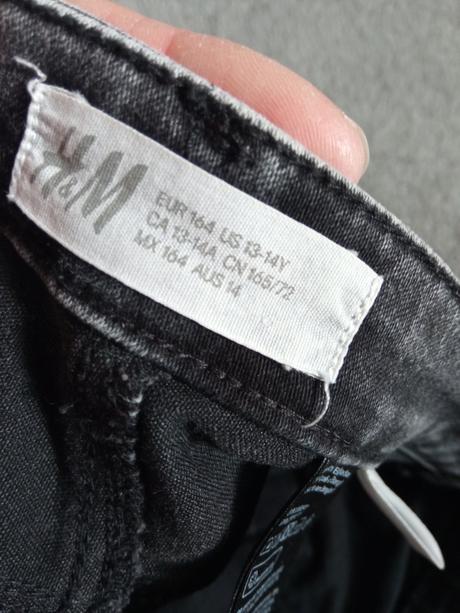 H&M
EUR 164 US 13-14Y
CA 13-14A CN 165/72
MX 164 AUS 14